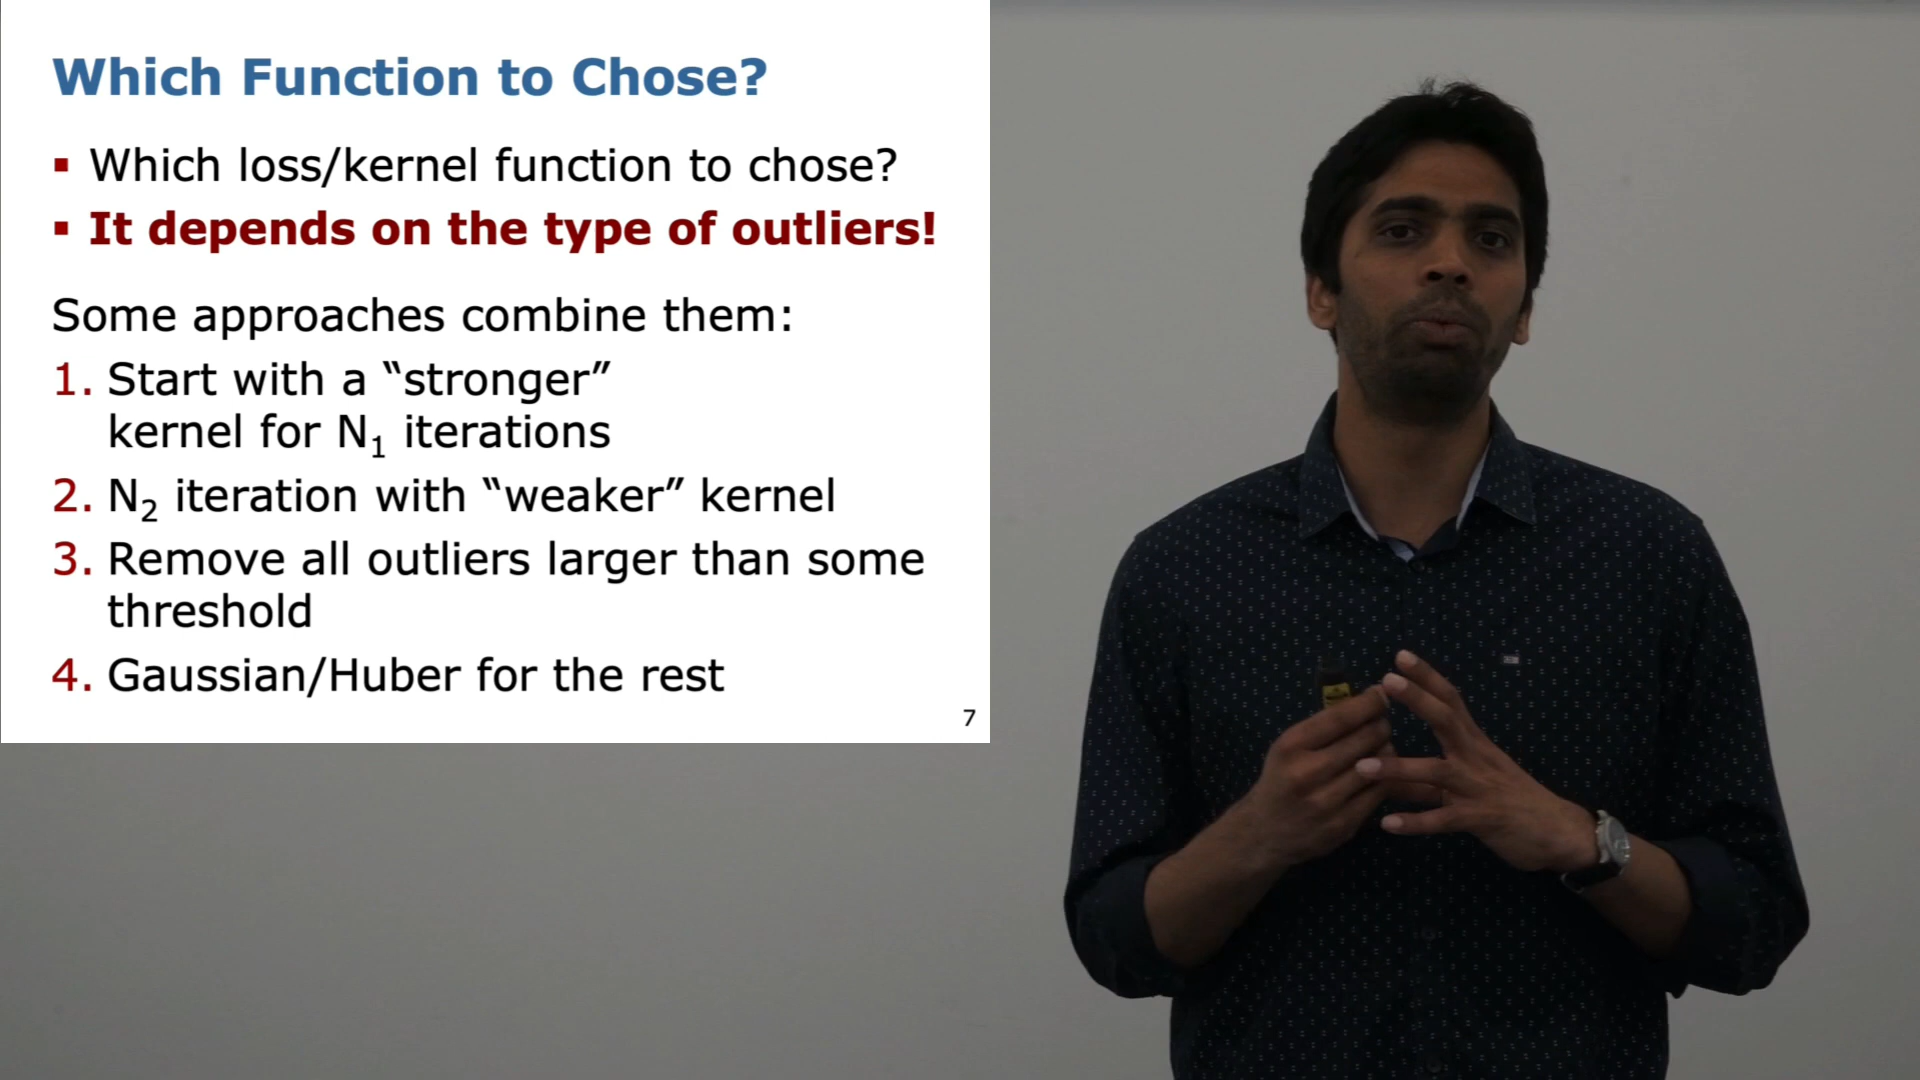 Which Function to Chose?
▪ Which loss/kernel function to chose?
▪ It depends on the type of outliers!
Some approaches combine them:
1. Start with a “stronger”
kernel for N₁ iterations
2. N₂ iteration with “weaker” kernel
3. Remove all outliers larger than some
threshold
4. Gaussian/Huber for the rest
7